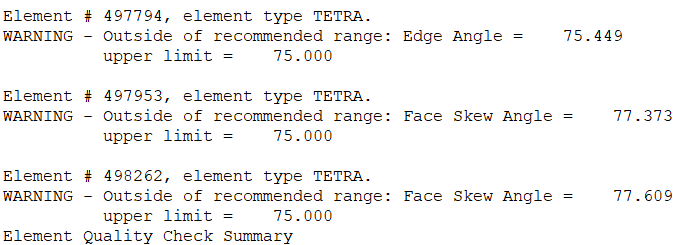 Element # 497794, element type TETRA.
WARNING - Outside of recommended range: Edge Angle =    75.449
          upper limit =    75.000
Element # 497953, element type TETRA.
WARNING - Outside of recommended range: Face Skew Angle =    77.373
          upper limit =    75.000
Element # 498262, element type TETRA.
WARNING - Outside of recommended range: Face Skew Angle =    77.609
          upper limit =    75.000
Element Quality Check Summary